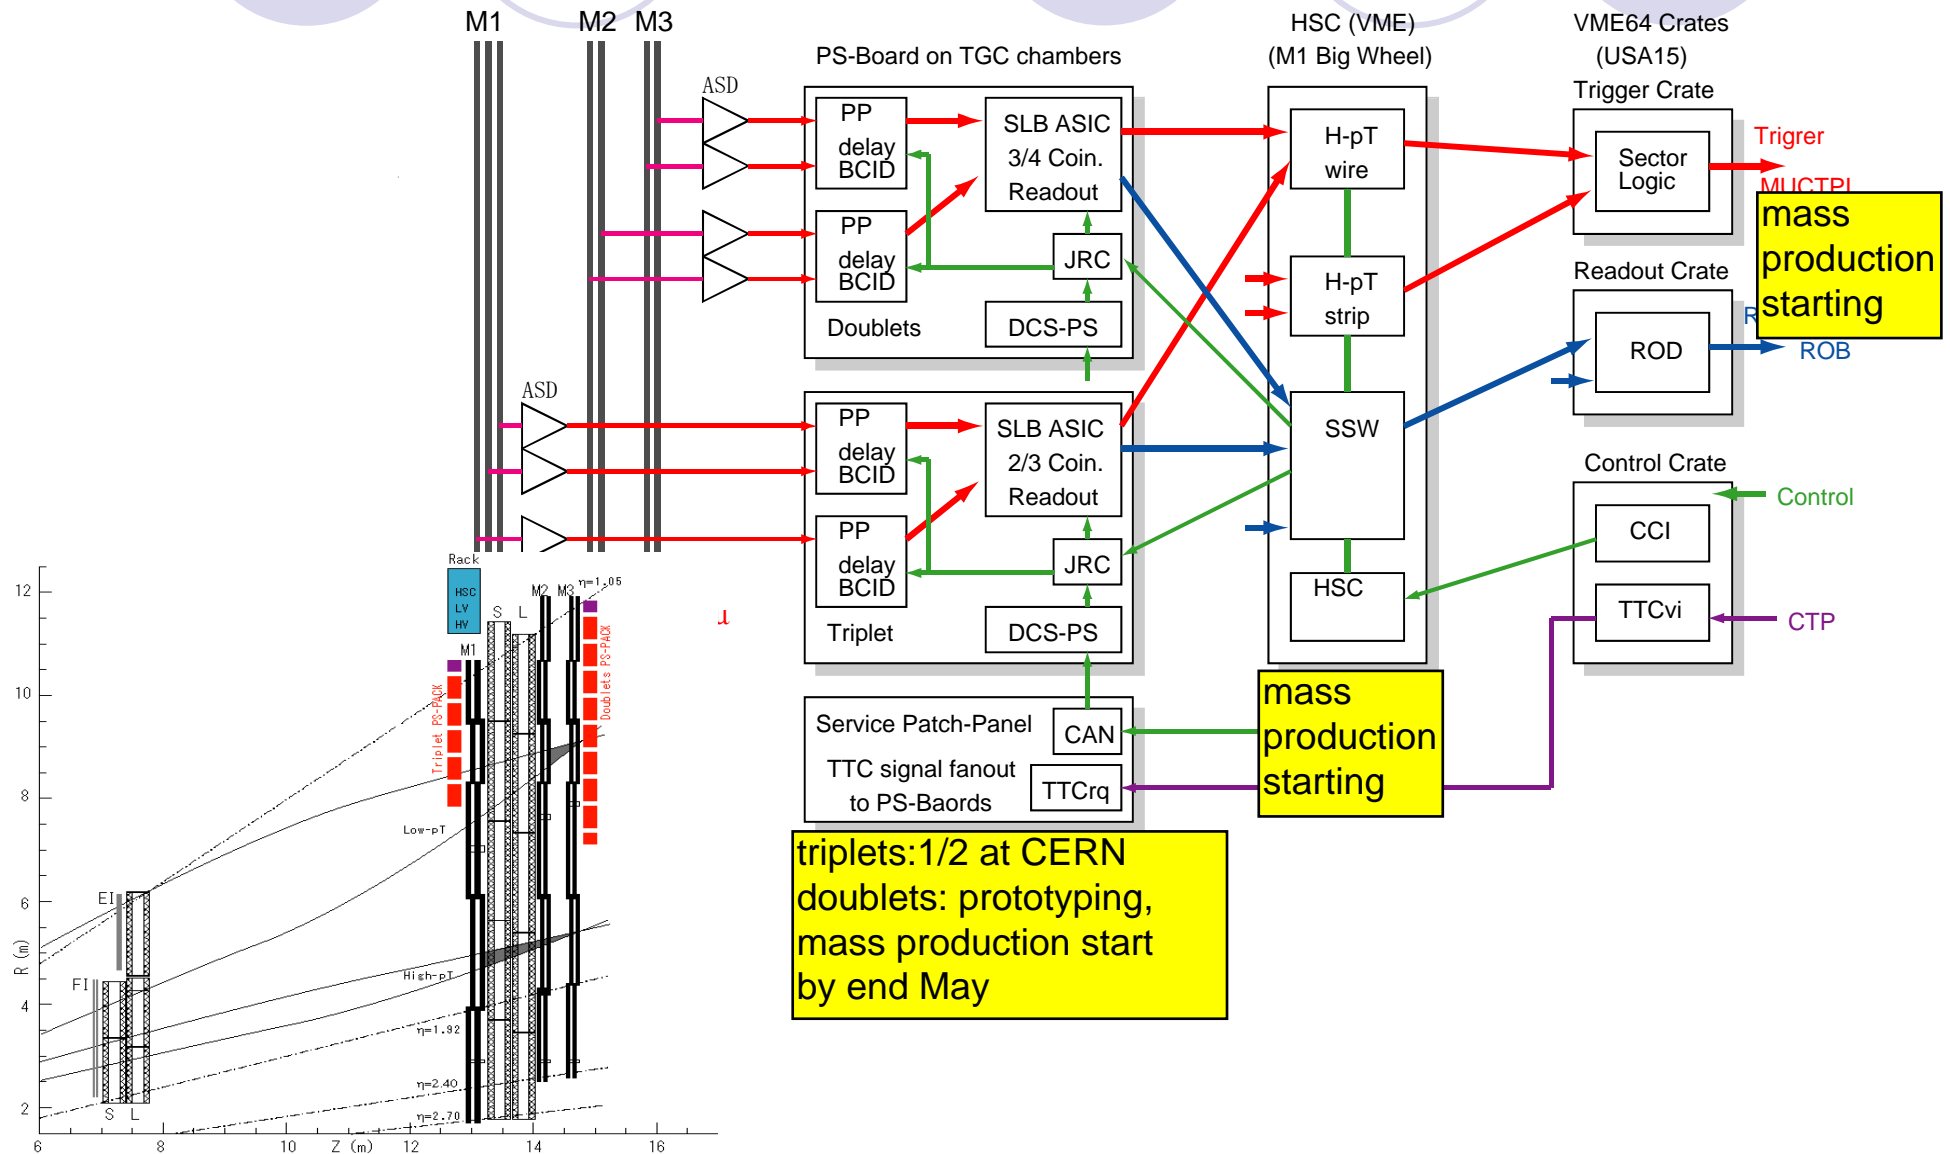 M1
M2
M3
HSC (VME)
(M1 Big Wheel)
VME64 Crates
(USA15)
PS-Board on TGC chambers
Trigger Crate
ASD
PP
delay
BCID
SLB ASIC
3/4 Coin.
Readout
H-pT
wire
Sector
Logic
Trigrer
MUCTPI
mass
production
starting
PP
delay
BCID
JRC
Doublets
DCS-PS
H-pT
strip
Readout Crate
ROD
ROB
ASD
PP
delay
BCID
SLB ASIC
2/3 Coin.
Readout
SSW
Control Crate
Control
CCI
PP
delay
BCID
JRC
HSC
TTCvi
CTP
Triplet
DCS-PS
Service Patch-Panel
CAN
TTC signal fanout
to PS-Baords
TTCrq
mass
production
starting
triplets:1/2 at CERN
doublets: prototyping,
mass production start
by end May
Rack
HSC
LV
HV
M1
S
L
M2
M3
η=1.05
Triplet PS-PACK
Doublets PS-PACK
Low-pT
High-pT
EI
FI
S
L
η=1.92
η=2.40
η=2.70
R (m)
12
10
8
6
4
2
6
8
10
Z (m)
12
14
16